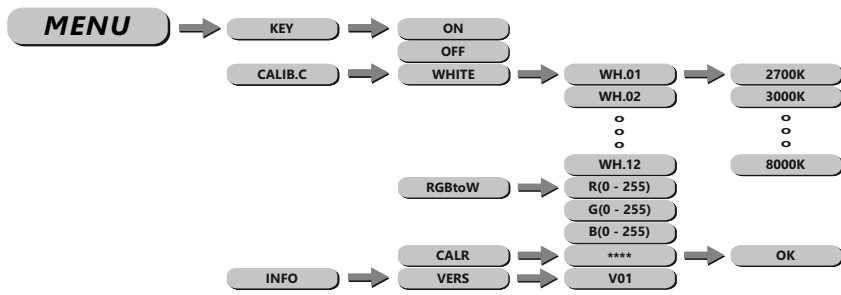 MENU KEY ON
OFF
CALIB.C WHITE WH.01 2700K
WH.02 3000K
WH.12 8000K
RGBtoW R(0 - 255)
G(0 - 255)
B(0 - 255)
CALR **** OK
INFO VERS V01